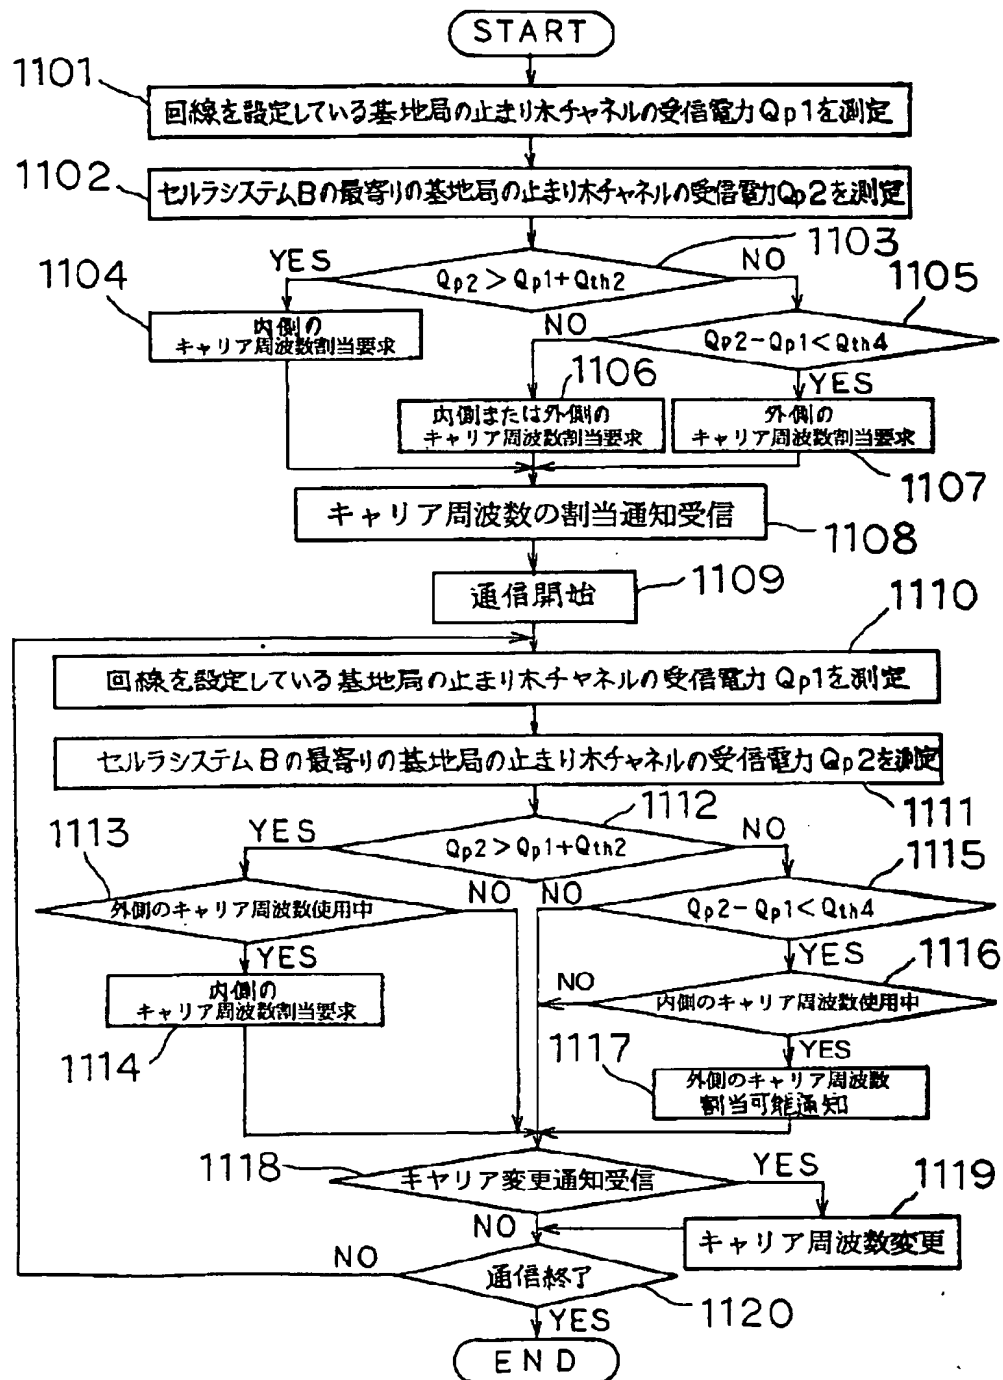 START
1101
回線を設定している基地局の止まり木チャネルの受信電力Qp1を測定
1102
セルラシステムBの最寄りの基地局の止まり木チャネルの受信電力Qp2を測定
1103
YES
Qp2>Qp1+Qth2
NO
1104
1105
内側の
キャリア周波数割当要求
NO
Qp2-Qp1<Qth4
1106
YES
内側または外側の
キャリア周波数割当要求
外側の
キャリア周波数割当要求
1107
キャリア周波数の割当通知受信
1108
通信開始
1109
1110
回線を設定している基地局の止まり木チャネルの受信電力Qp1を測定
セルラシステムBの最寄りの基地局の止まり木チャネルの受信電力Qp2を測定
1111
1112
1113
YES
Qp2>Qp1+Qth2
NO
1115
外側のキャリア周波数使用中
NO
NO
Qp2-Qp1<Qth4
YES
YES
1116
内側の
キャリア周波数割当要求
NO
内側のキャリア周波数使用中
1114
1117
YES
外側のキャリア周波数
割当可能通知
1118
キャリア変更通知受信
YES
1119
NO
キャリア周波数変更
NO
通信終了
1120
YES
END